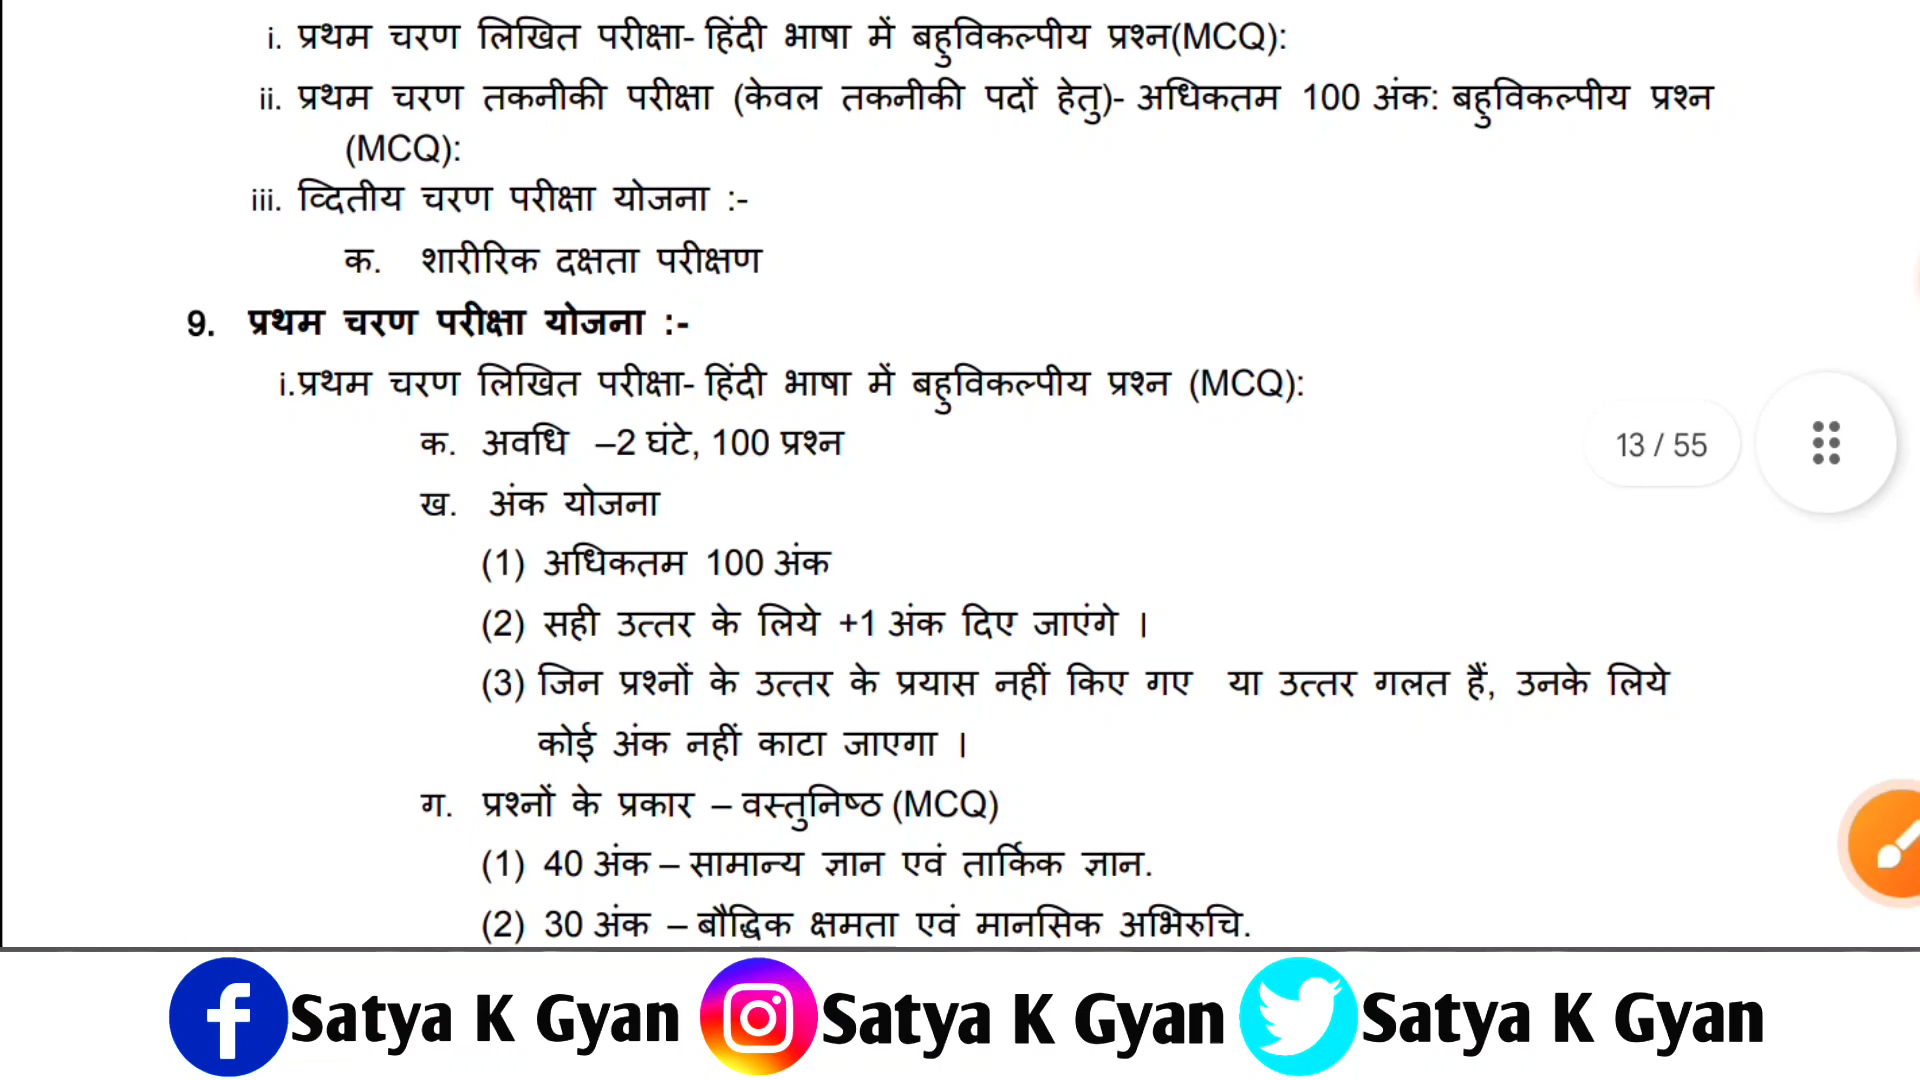 i. प्रथम चरण लिखित परीक्षा- हिंदी भाषा में बहुविकल्पीय प्रश्न(MCQ):
ii. प्रथम चरण तकनीकी परीक्षा (केवल तकनीकी पदों हेतु)- अधिकतम 100 अंक: बहुविकल्पीय प्रश्न
(MCQ):
iii. व्दितीय चरण परीक्षा योजना :-
क. शारीरिक दक्षता परीक्षण
9. प्रथम चरण परीक्षा योजना :-
i.प्रथम चरण लिखित परीक्षा- हिंदी भाषा में बहुविकल्पीय प्रश्न (MCQ):
क. अवधि –2 घंटे, 100 प्रश्न
13 / 55
ख. अंक योजना
(1) अधिकतम 100 अंक
(2) सही उत्तर के लिये +1 अंक दिए जाएंगे ।
(3) जिन प्रश्नों के उत्तर के प्रयास नहीं किए गए या उत्तर गलत हैं, उनके लिये
कोई अंक नहीं काटा जाएगा ।
ग. प्रश्नों के प्रकार – वस्तुनिष्ठ (MCQ)
(1) 40 अंक – सामान्य ज्ञान एवं तार्किक ज्ञान.
(2) 30 अंक – बौद्धिक क्षमता एवं मानसिक अभिरुचि.
Satya K Gyan Satya K Gyan Satya K Gyan